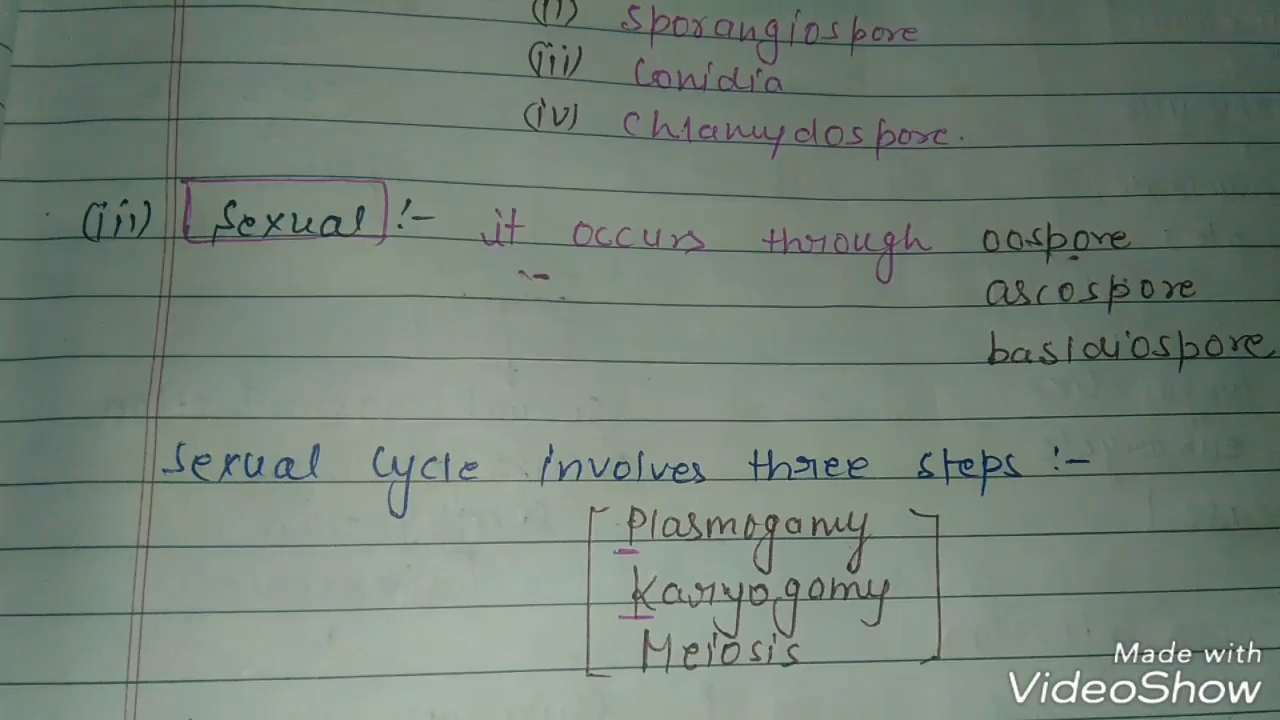 (ii) Sporangiospore
(iii) Conidia
(iv) Chlamydospore.
(iii) Sexual :- it occurs through oospore
ascospore
basidiospore
Sexual cycle involves three steps :-
Plasmogamy
Karyogamy
Meiosis
Made with
VideoShow